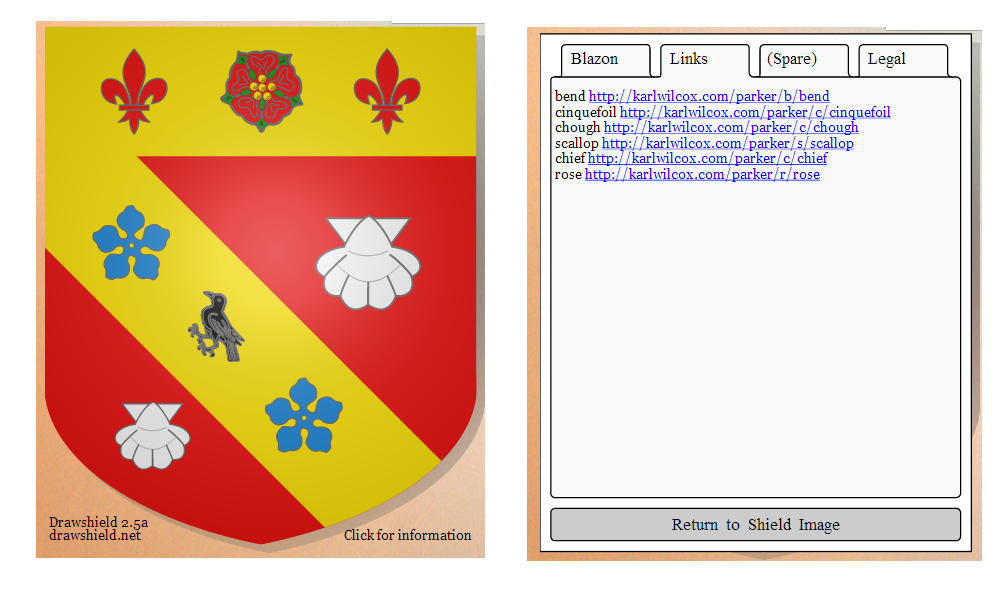 Drawshield 2.5a
drawshield.net
Click for information
Blazon
Links
(Spare)
Legal
bend http://karlwilcox.com/parker/b/bend
cinquefoil http://karlwilcox.com/parker/c/cinquefoil
chough http://karlwilcox.com/parker/c/chough
scallop http://karlwilcox.com/parker/s/scallop
chief http://karlwilcox.com/parker/c/chief
rose http://karlwilcox.com/parker/r/rose
Return to Shield Image